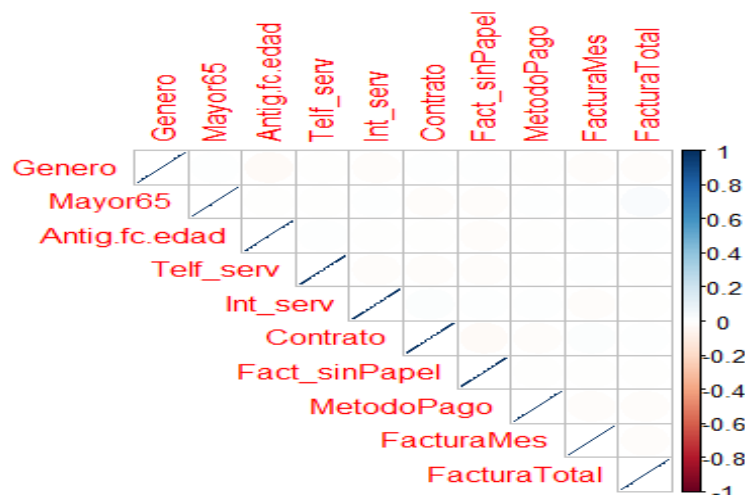 Genero
Mayor65
Antig.fc.edad
Telf_serv
Int_serv
Contrato
Fact_sinPapel
MetodoPago
FacturaMes
FacturaTotal
Genero
Mayor65
Antig.fc.edad
Telf_serv
Int_serv
Contrato
Fact_sinPapel
MetodoPago
FacturaMes
FacturaTotal
1
0.8
0.6
0.4
0.2
0
-0.2
-0.4
-0.6
-0.8
-1